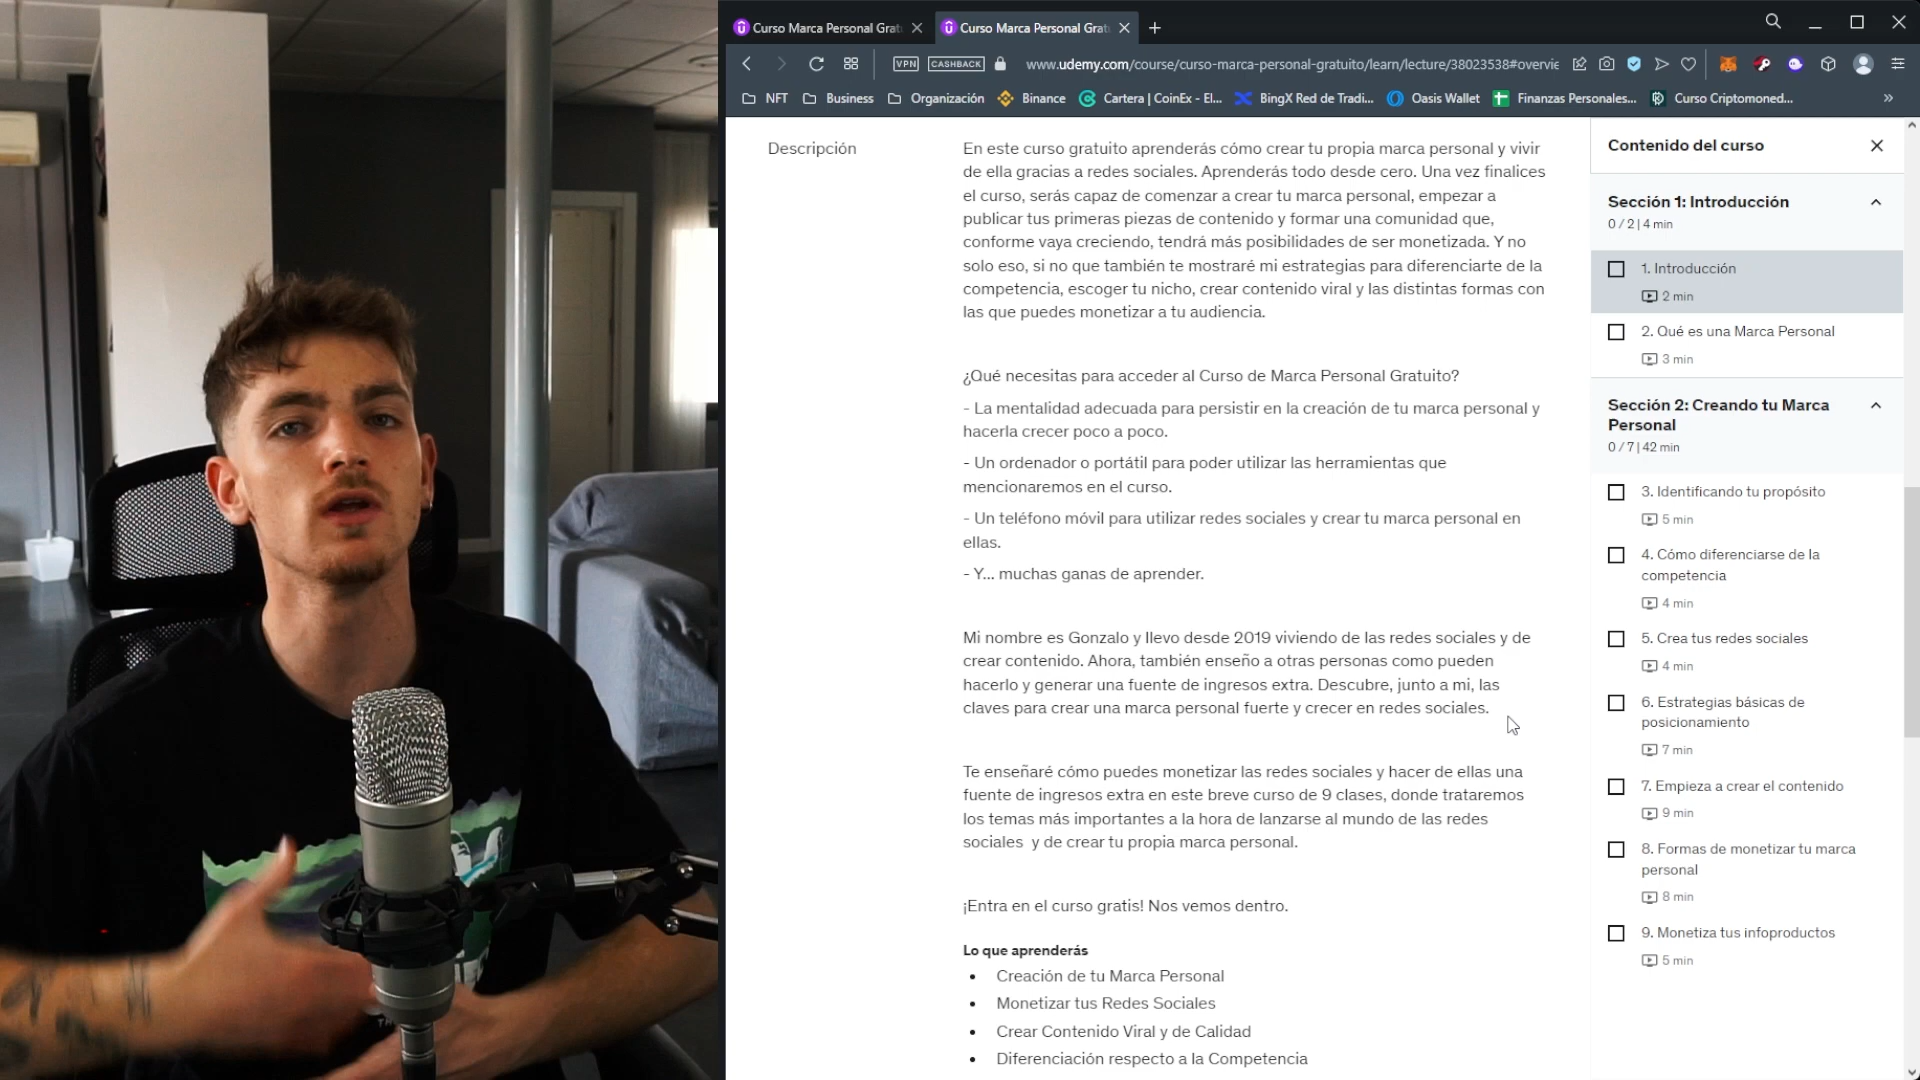 Curso Marca Personal Grat
Curso Marca Personal Grat
VPN
CASHBACK
www.udemy.com/course/curso-marca-personal-gratuito/learn/lecture/38023538#overvie
NFT
Business
Organización
Binance
Cartera | CoinEx - El...
BingX Red de Tradi...
Oasis Wallet
Finanzas Personales...
Curso Criptomoned...
»
Descripción
En este curso gratuito aprenderás cómo crear tu propia marca personal y vivir
de ella gracias a redes sociales. Aprenderás todo desde cero. Una vez finalices
el curso, serás capaz de comenzar a crear tu marca personal, empezar a
publicar tus primeras piezas de contenido y formar una comunidad que,
conforme vaya creciendo, tendrá más posibilidades de ser monetizada. Y no
solo eso, si no que también te mostraré mi estrategias para diferenciarte de la
competencia, escoger tu nicho, crear contenido viral y las distintas formas con
las que puedes monetizar a tu audiencia.
¿Qué necesitas para acceder al Curso de Marca Personal Gratuito?
- La mentalidad adecuada para persistir en la creación de tu marca personal y
hacerla crecer poco a poco.
- Un ordenador o portátil para poder utilizar las herramientas que
mencionaremos en el curso.
- Un teléfono móvil para utilizar redes sociales y crear tu marca personal en
ellas.
- Y... muchas ganas de aprender.
Mi nombre es Gonzalo y llevo desde 2019 viviendo de las redes sociales y de
crear contenido. Ahora, también enseño a otras personas como pueden
hacerlo y generar una fuente de ingresos extra. Descubre, junto a mi, las
claves para crear una marca personal fuerte y crecer en redes sociales.
Te enseñaré cómo puedes monetizar las redes sociales y hacer de ellas una
fuente de ingresos extra en este breve curso de 9 clases, donde trataremos
los temas más importantes a la hora de lanzarse al mundo de las redes
sociales  y de crear tu propia marca personal.
¡Entra en el curso gratis! Nos vemos dentro.
Lo que aprenderás
• Creación de tu Marca Personal
• Monetizar tus Redes Sociales
• Crear Contenido Viral y de Calidad
• Diferenciación respecto a la Competencia
Contenido del curso
Sección 1: Introducción
0 / 2 | 4 min
1. Introducción
2 min
2. Qué es una Marca Personal
3 min
Sección 2: Creando tu Marca
Personal
0 / 7 | 42 min
3. Identificando tu propósito
5 min
4. Cómo diferenciarse de la
competencia
4 min
5. Crea tus redes sociales
4 min
6. Estrategias básicas de
posicionamiento
7 min
7. Empieza a crear el contenido
9 min
8. Formas de monetizar tu marca
personal
8 min
9. Monetiza tus infoproductos
5 min